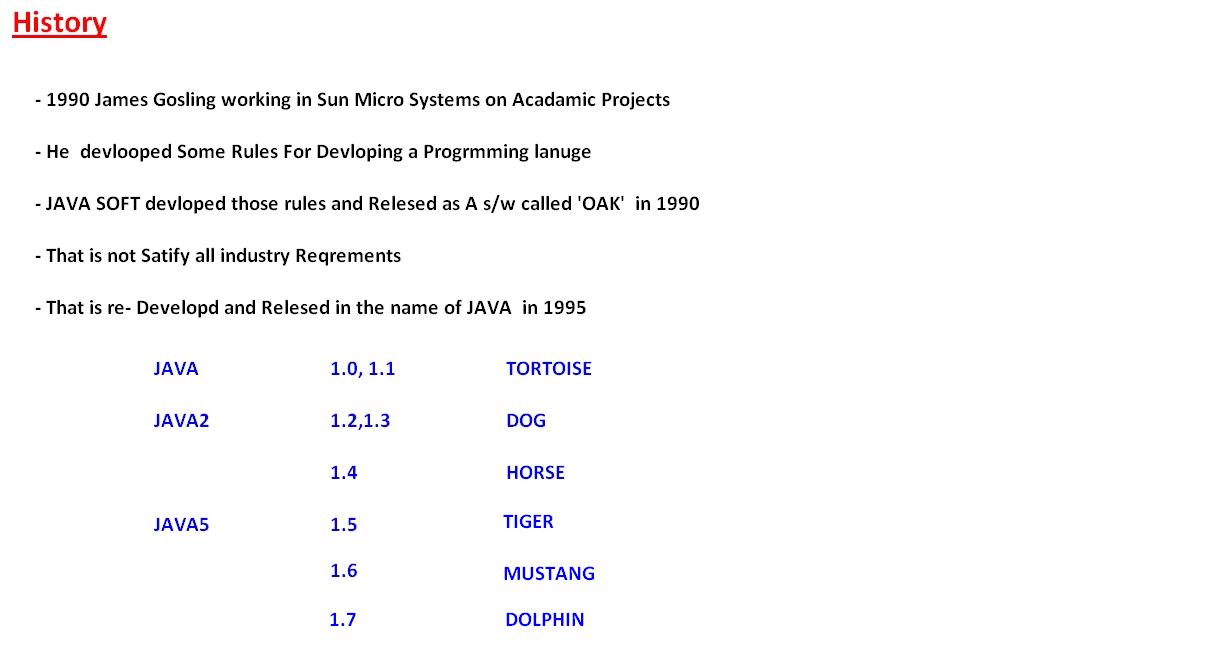 History
- 1990 James Gosling working in Sun Micro Systems on Acadamic Projects
- He devlooped Some Rules For Devloping a Progrmming lanuge
- JAVA SOFT devloped those rules and Relesed as A s/w called 'OAK' in 1990
- That is not Satify all industry Reqrements
- That is re- Developd and Relesed in the name of JAVA in 1995
JAVA 1.0, 1.1 TORTOISE
JAVA2 1.2,1.3 DOG
1.4 HORSE
JAVA5 1.5 TIGER
1.6 MUSTANG
1.7 DOLPHIN